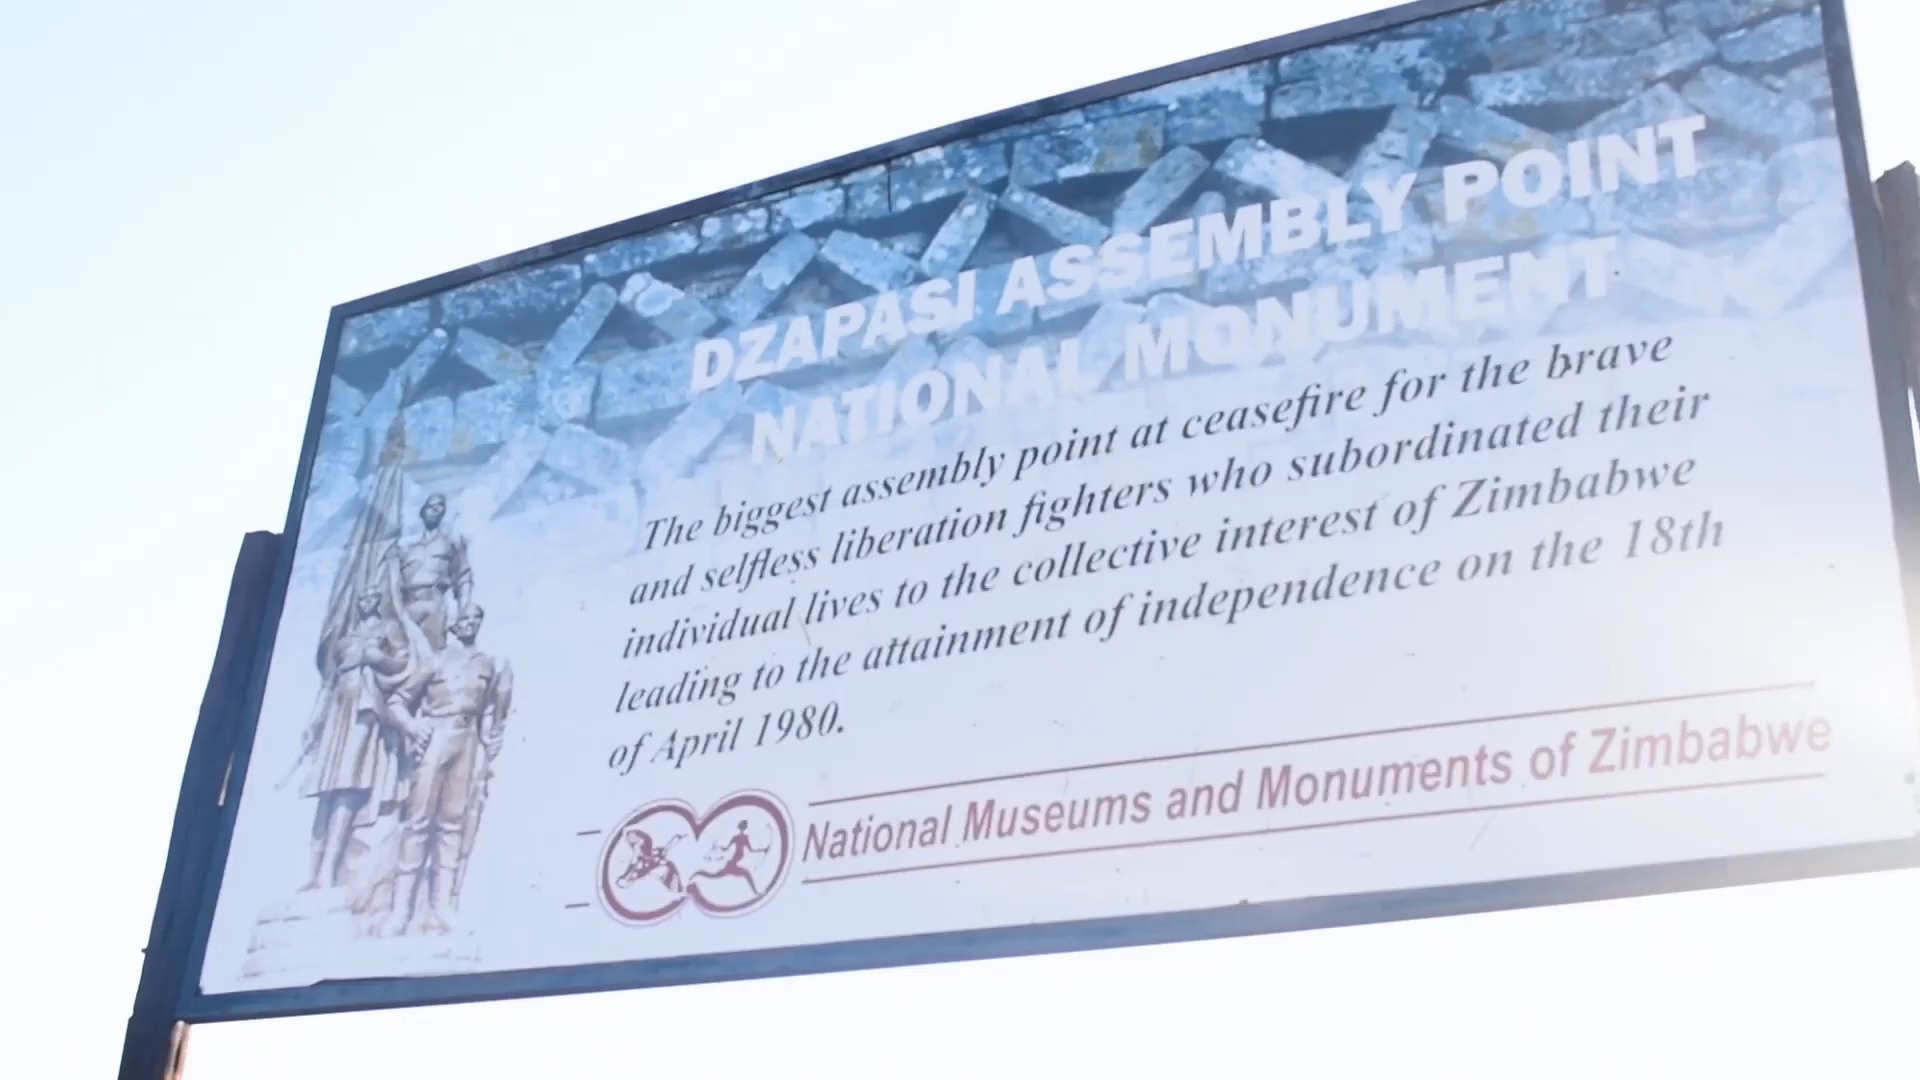 DZAPASI ASSEMBLY POINT
NATIONAL MONUMENT
The biggest assembly point at ceasefire for the brave
and selfless liberation fighters who subordinated their
individual lives to the collective interest of Zimbabwe
leading to the attainment of independence on the 18th
of April 1980.
National Museums and Monuments of Zimbabwe